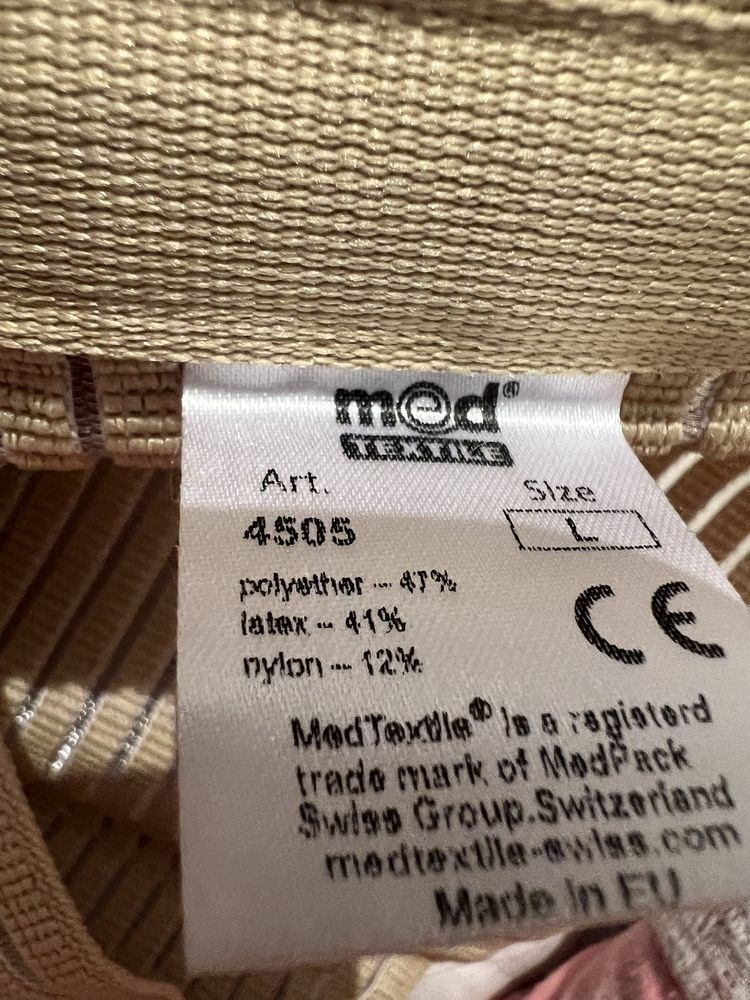 med®
TEXTILE
Art.
4505
Size
L
polyether - 47%
latex - 41%
nylon - 12%
CE
MedTextile® is a registerd
trade mark of MedPack
Swiss Group.Switzerland
medtextile-swiss.com
Made in EU